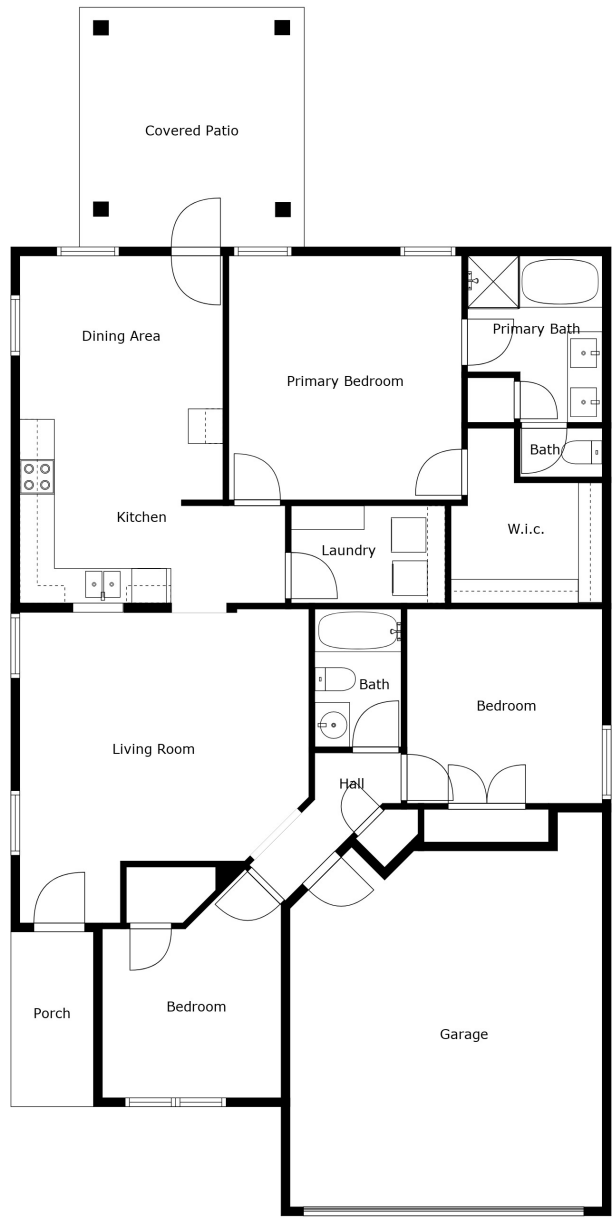 Covered Patio
Dining Area
Primary Bath
Primary Bedroom
Bath
Kitchen
W.i.c.
Laundry
Bath
Bedroom
Living Room
Hall
Bedroom
Porch
Garage